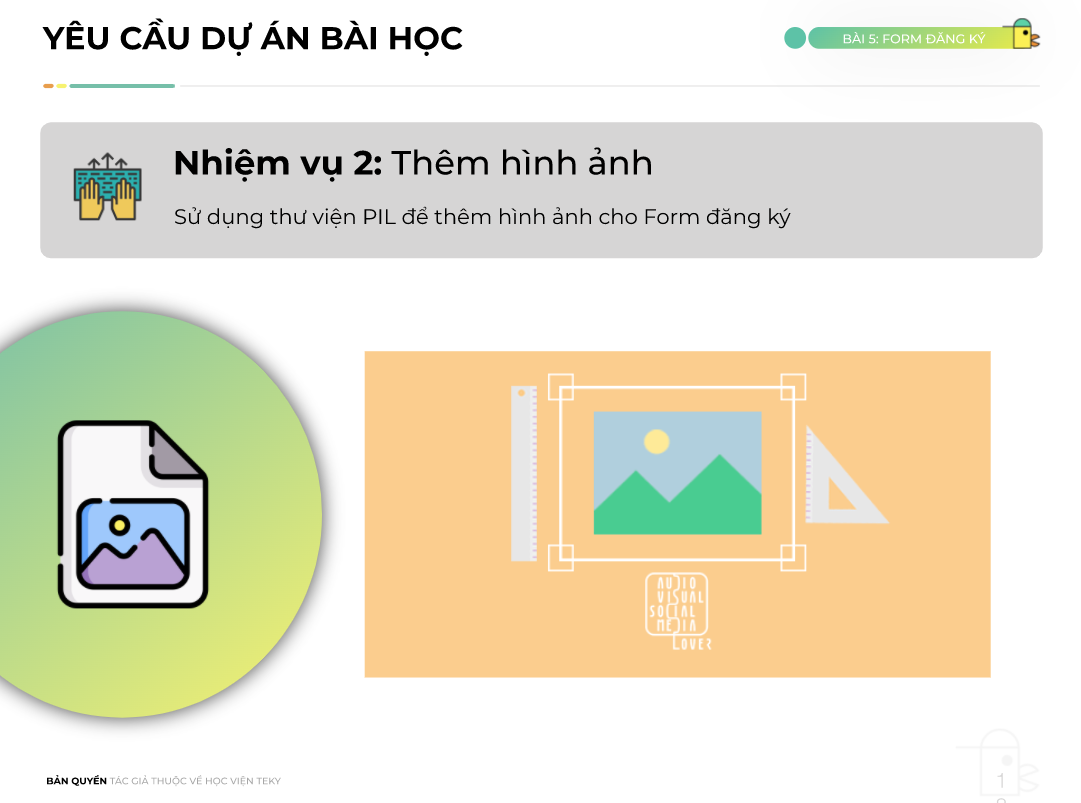 YÊU CẦU DỰ ÁN BÀI HỌC
BÀI 5: FORM ĐĂNG KÝ
Nhiệm vụ 2: Thêm hình ảnh
Sử dụng thư viện PIL để thêm hình ảnh cho Form đăng ký
AUDIO
VISUAL
SOCIAL
MEDIA
LOVER
BẢN QUYỀN TÁC GIẢ THUỘC VỀ HỌC VIỆN TEKY
1